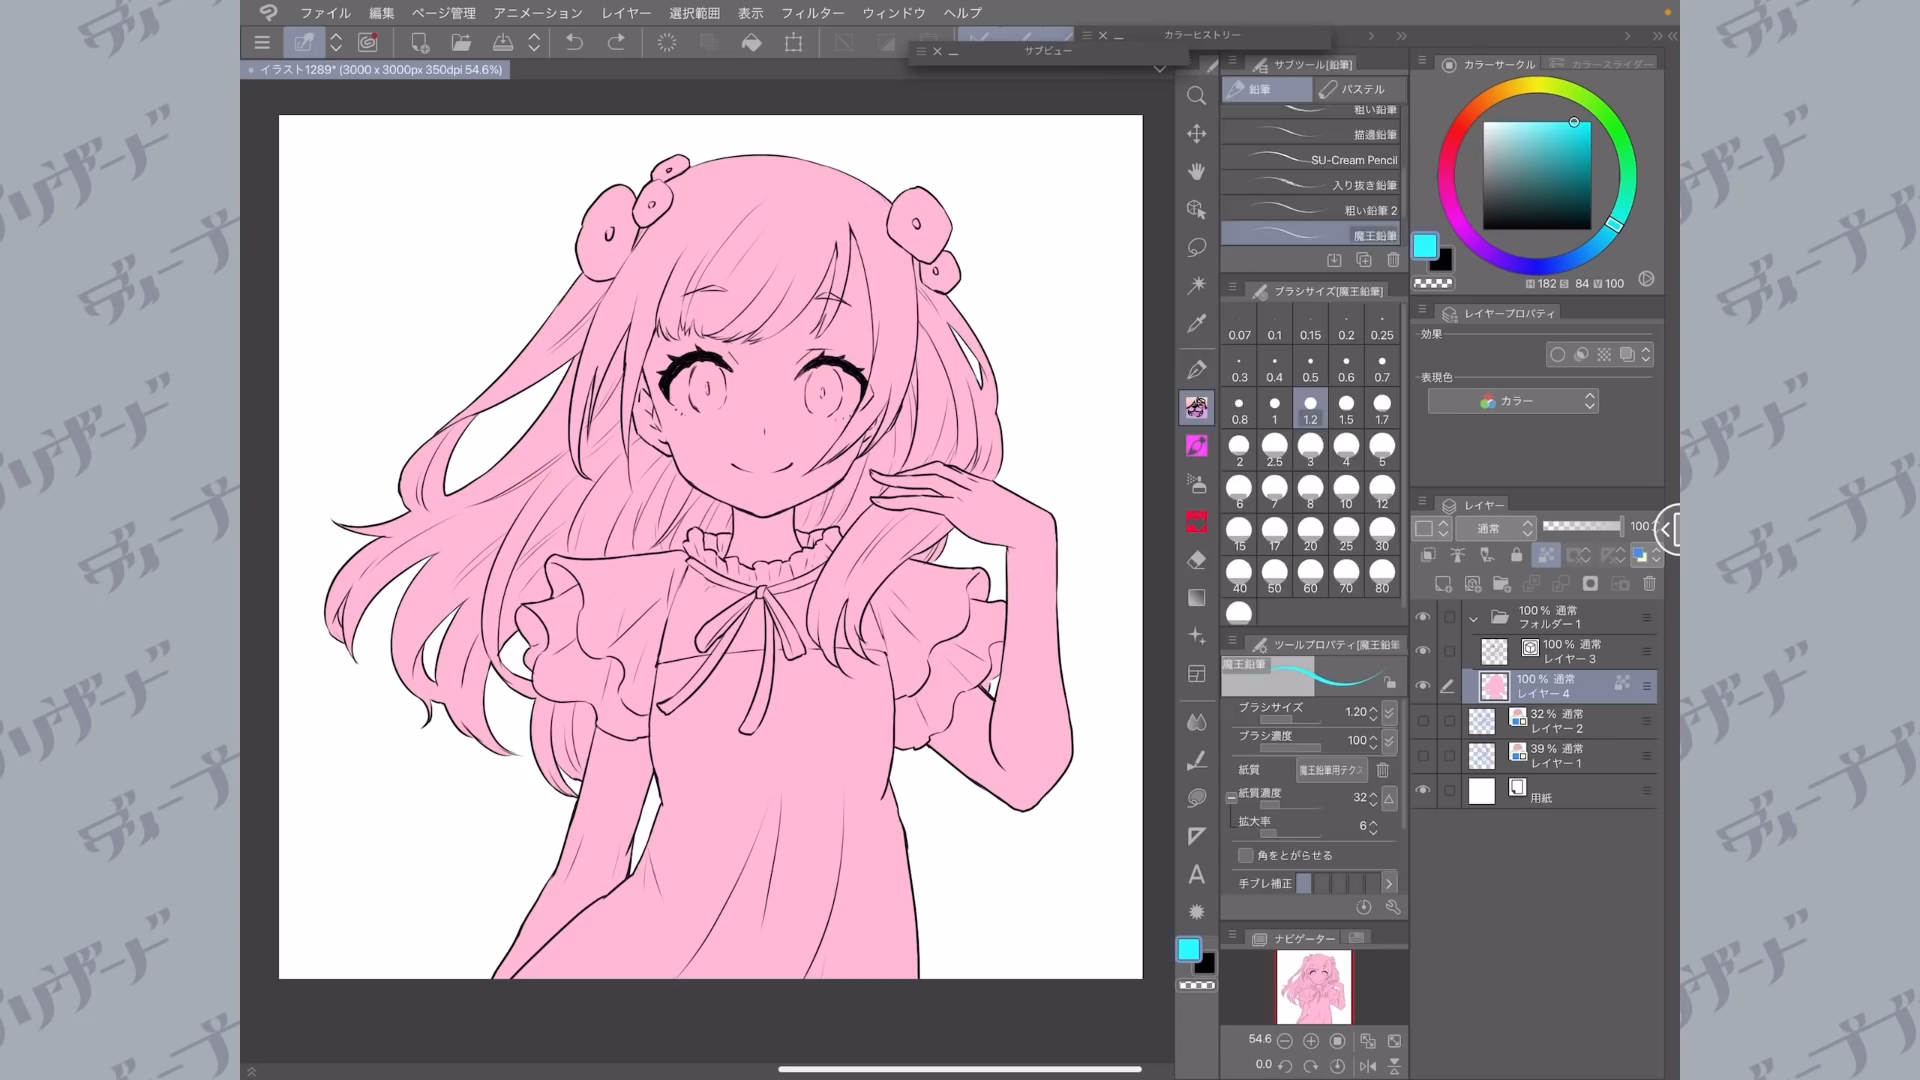 ファイル 編集 ページ管理 アニメーション レイヤー 選択範囲 表示 フィルター ウィンドウ ヘルプ
カラーヒストリー
サブビュー
イラスト1289* (3000 x 3000px 350dpi 54.6%)
サブツール[鉛筆]
鉛筆 パステル
粗い鉛筆
描邉鉛筆
SU-Cream Pencil
入り抜き鉛筆
粗い鉛筆 2
魔王鉛筆
ブラシサイズ[魔王鉛筆]
0.07 0.1 0.15 0.2 0.25
0.3 0.4 0.5 0.6 0.7
0.8 1 1.2 1.5 1.7
2 2.5 3 4 5
6 7 8 10 12
15 17 20 25 30
40 50 60 70 80
ツールプロパティ[魔王鉛筆
魔王鉛筆
ブラシサイズ 1.20
ブラシ濃度 100
紙質 魔王鉛筆用テクス
紙質濃度 32
拡大率 6
角をとがらせる
手ブレ補正
ナビゲーター
54.6
0.0
カラーサークル カラースライダー
H 182 S 84 V 100
レイヤープロパティ
効果
表現色
カラー
レイヤー
通常 100
100 % 通常
フォルダー 1
100 % 通常
レイヤー 3
100 % 通常
レイヤー 4
32 % 通常
レイヤー 2
39 % 通常
レイヤー 1
用紙
A